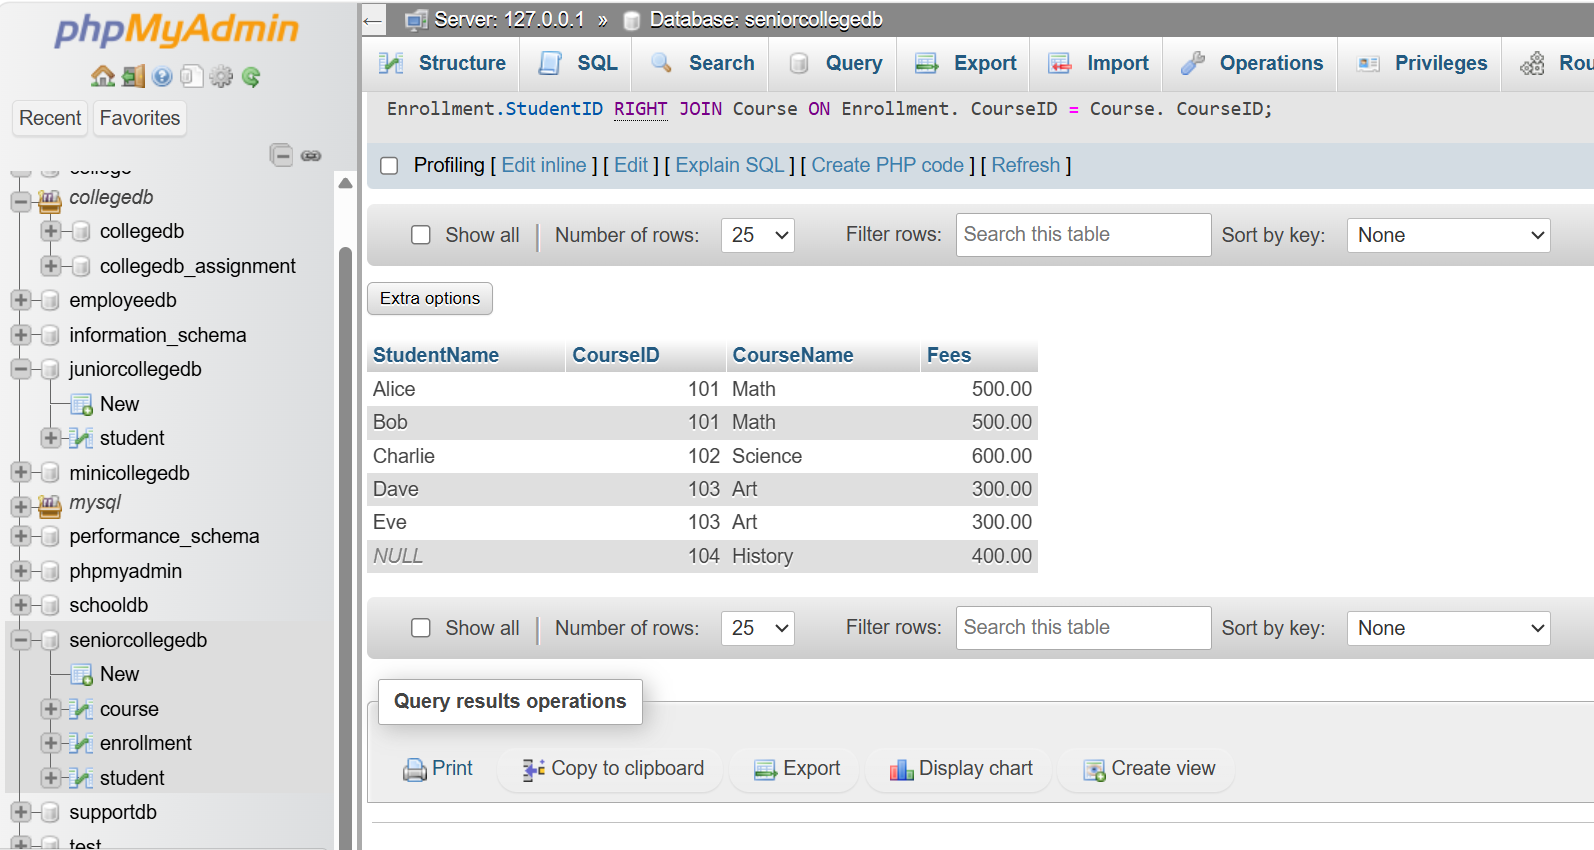 phpMyAdmin
Recent
Favorites
college
collegedb
collegedb
collegedb_assignment
employeedb
information_schema
juniorcollegedb
New
student
minicollegedb
mysql
performance_schema
phpmyadmin
schooldb
seniorcollegedb
New
course
enrollment
student
supportdb
test
← Server: 127.0.0.1 » Database: seniorcollegedb
Structure SQL Search Query Export Import Operations Privileges Rou
Enrollment.StudentID RIGHT JOIN Course ON Enrollment. CourseID = Course. CourseID;
Profiling [ Edit inline ] [ Edit ] [ Explain SQL ] [ Create PHP code ] [ Refresh ]
Show all | Number of rows: 25 Filter rows: Search this table Sort by key: None
Extra options
StudentName CourseID CourseName Fees
Alice 101 Math 500.00
Bob 101 Math 500.00
Charlie 102 Science 600.00
Dave 103 Art 300.00
Eve 103 Art 300.00
NULL 104 History 400.00
Show all | Number of rows: 25 Filter rows: Search this table Sort by key: None
Query results operations
Print Copy to clipboard Export Display chart Create view